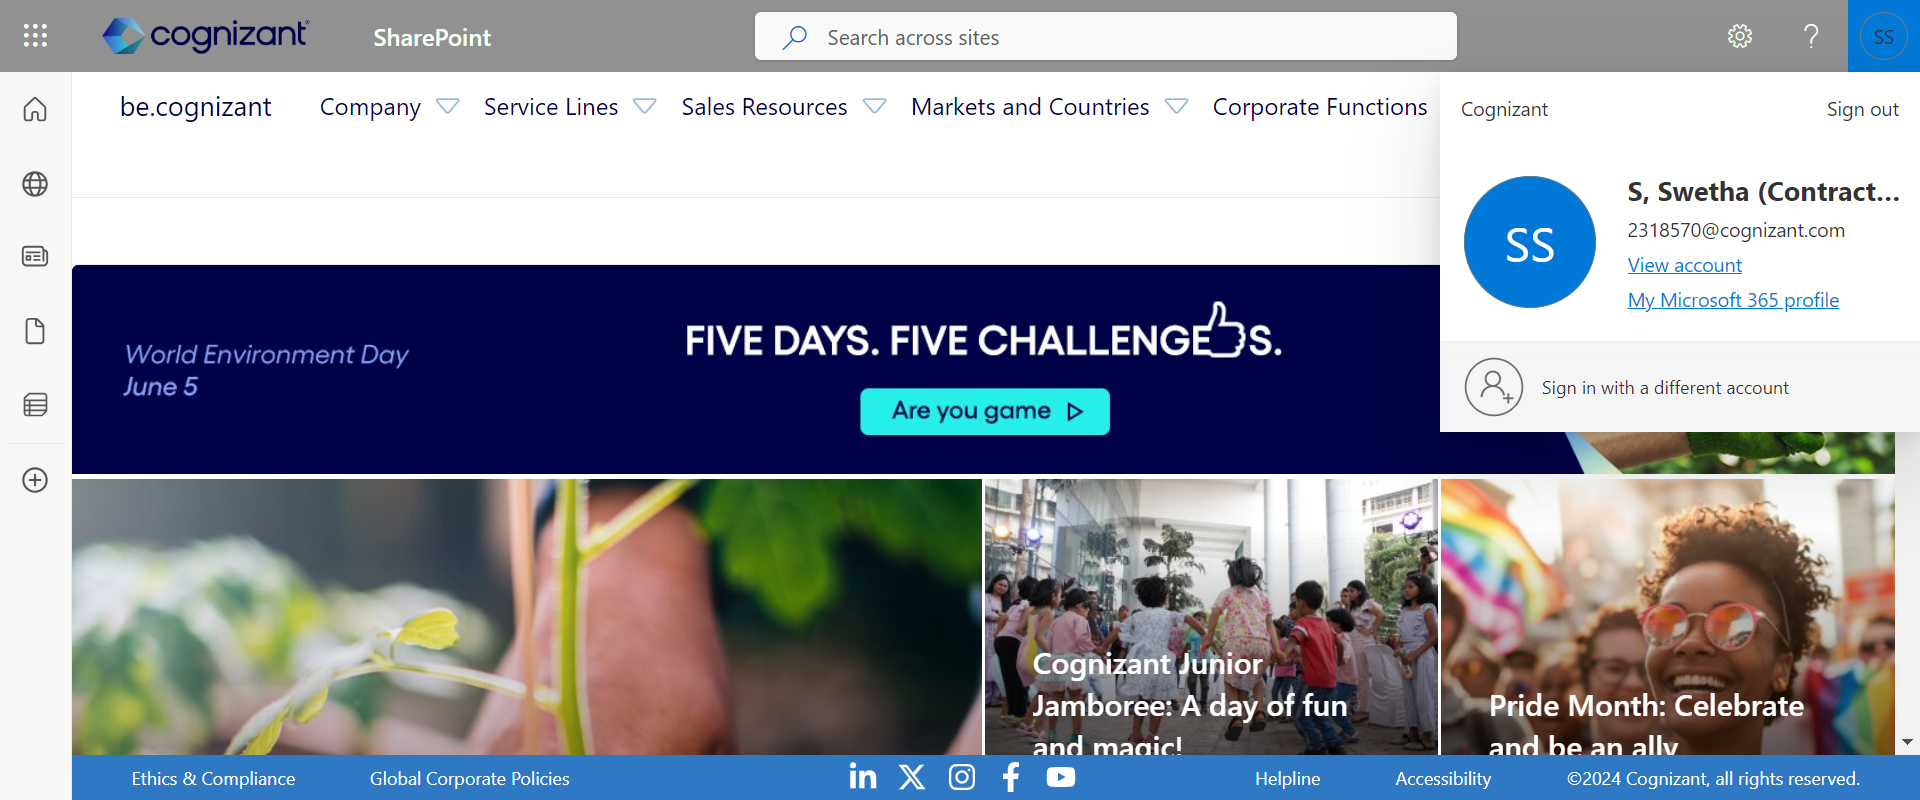 cognizant
SharePoint
Search across sites
SS
be.cognizant
Company
Service Lines
Sales Resources
Markets and Countries
Corporate Functions
Cognizant
Sign out
SS
S, Swetha (Contract...
2318570@cognizant.com
View account
My Microsoft 365 profile
Sign in with a different account
World Environment Day
June 5
FIVE DAYS. FIVE CHALLENGES.
Are you game
Cognizant Junior
Jamboree: A day of fun
and magic!
Pride Month: Celebrate
and be an ally
Ethics & Compliance
Global Corporate Policies
Helpline
Accessibility
©2024 Cognizant, all rights reserved.